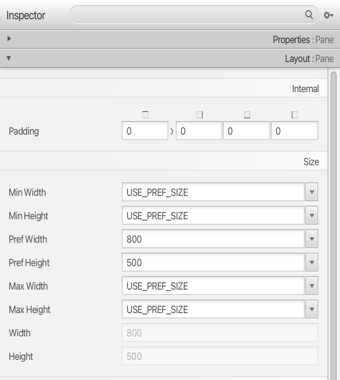 Inspector
Properties : Pane
Layout : Pane
Internal
Padding 0 0 0 0
Size
Min Width USE_PREF_SIZE
Min Height USE_PREF_SIZE
Pref Width 800
Pref Height 500
Max Width USE_PREF_SIZE
Max Height USE_PREF_SIZE
Width 800
Height 500